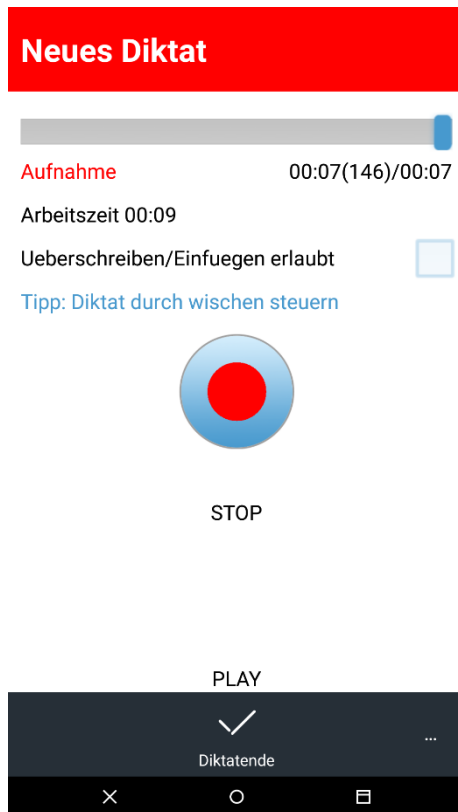 Neues Diktat
Aufnahme 00:07(146)/00:07
Arbeitszeit 00:09
Ueberschreiben/Einfuegen erlaubt
Tipp: Diktat durch wischen steuern
STOP
PLAY
Diktatende
...